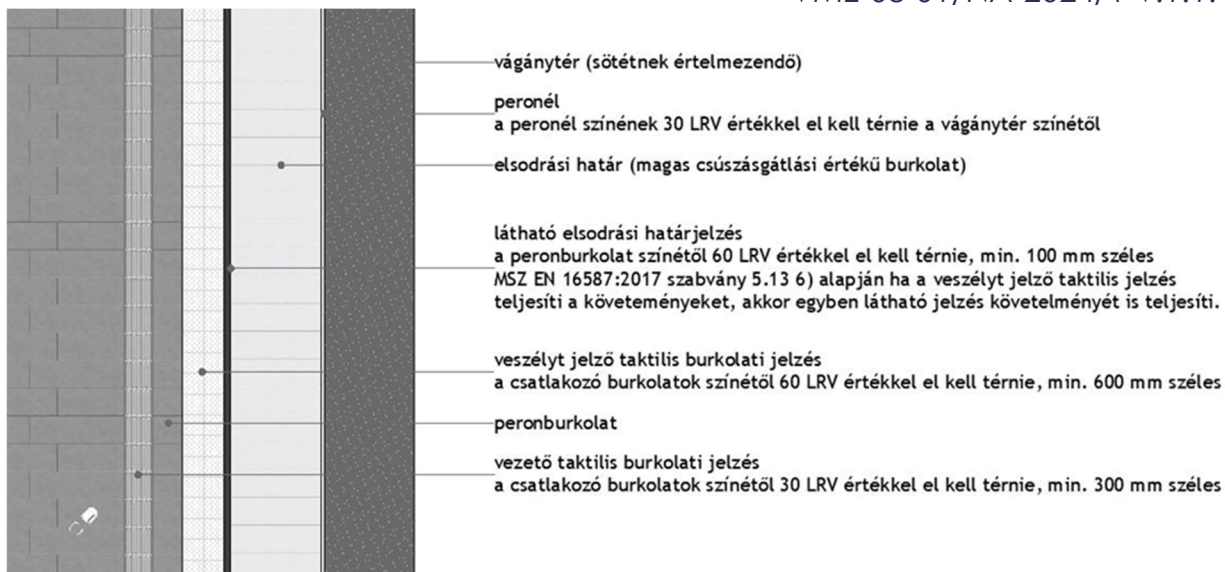 vágánytér (sötétnek értelmezendő)
peronél
a peronél színének 30 LRV értékkel el kell térnie a vágánytér színétől
elsodrási határ (magas csúszásgátlási értékű burkolat)
látható elsodrási határjelzés
a peronburkolat színétől 60 LRV értékkel el kell térnie, min. 100 mm széles
MSZ EN 16587:2017 szabvány 5.13 6) alapján ha a veszélyt jelző taktilis jelzés
teljesíti a követeményeket, akkor egyben látható jelzés követelményét is teljesíti.
veszélyt jelző taktilis burkolati jelzés
a csatlakozó burkolatok színétől 60 LRV értékkel el kell térnie, min. 600 mm széles
peronburkolat
vezető taktilis burkolati jelzés
a csatlakozó burkolatok színétől 30 LRV értékkel el kell térnie, min. 300 mm széles